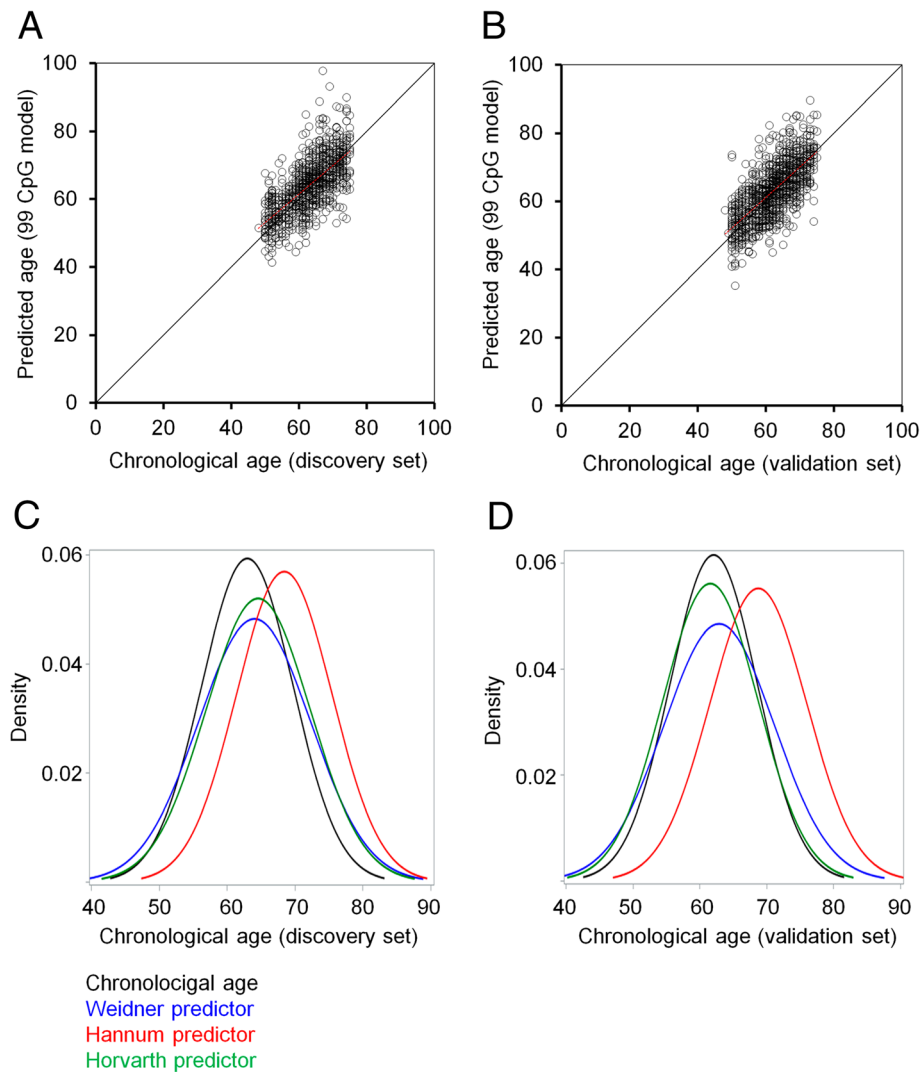 A
B
100
80
60
40
20
0
Predicted age (99 CpG model)
0 20 40 60 80 100
Chronological age (discovery set)
100
80
60
40
20
0
Predicted age (99 CpG model)
0 20 40 60 80 100
Chronological age (validation set)
C
D
0.06
0.04
0.02
Density
40 50 60 70 80 90
Chronological age (discovery set)
0.06
0.04
0.02
Density
40 50 60 70 80 90
Chronological age (validation set)
Chronolocigal age
Weidner predictor
Hannum predictor
Horvarth predictor